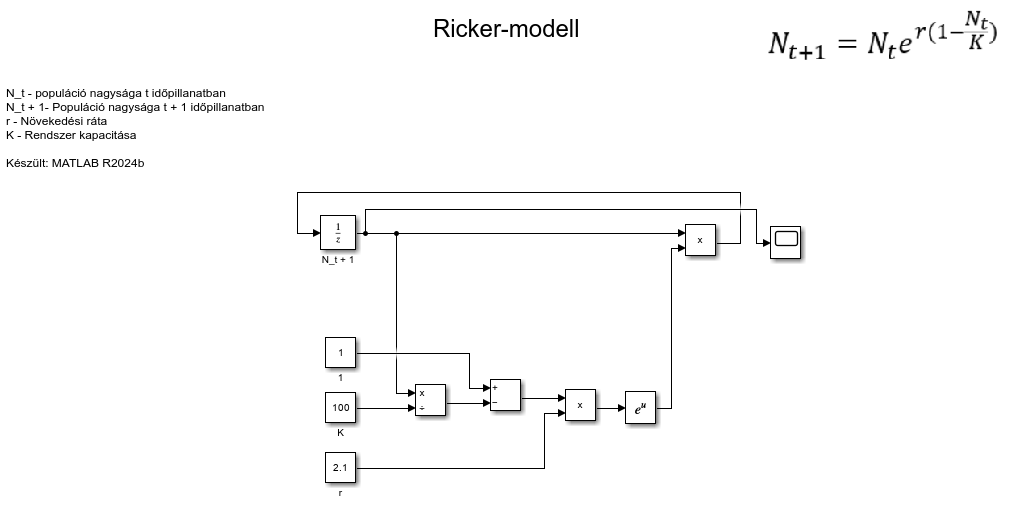 Ricker-modell
N_{t+1} = N_t e^{r(1-\frac{N_t}{K})}
N_t - populáció nagysága t időpillanatban
N_t + 1- Populáció nagysága t + 1 időpillanatban
r - Növekedési ráta
K - Rendszer kapacitása
Készült: MATLAB R2024b
1/z
N_t + 1
x
1
1
x
÷
+
−
100
K
x
e^u
2.1
r